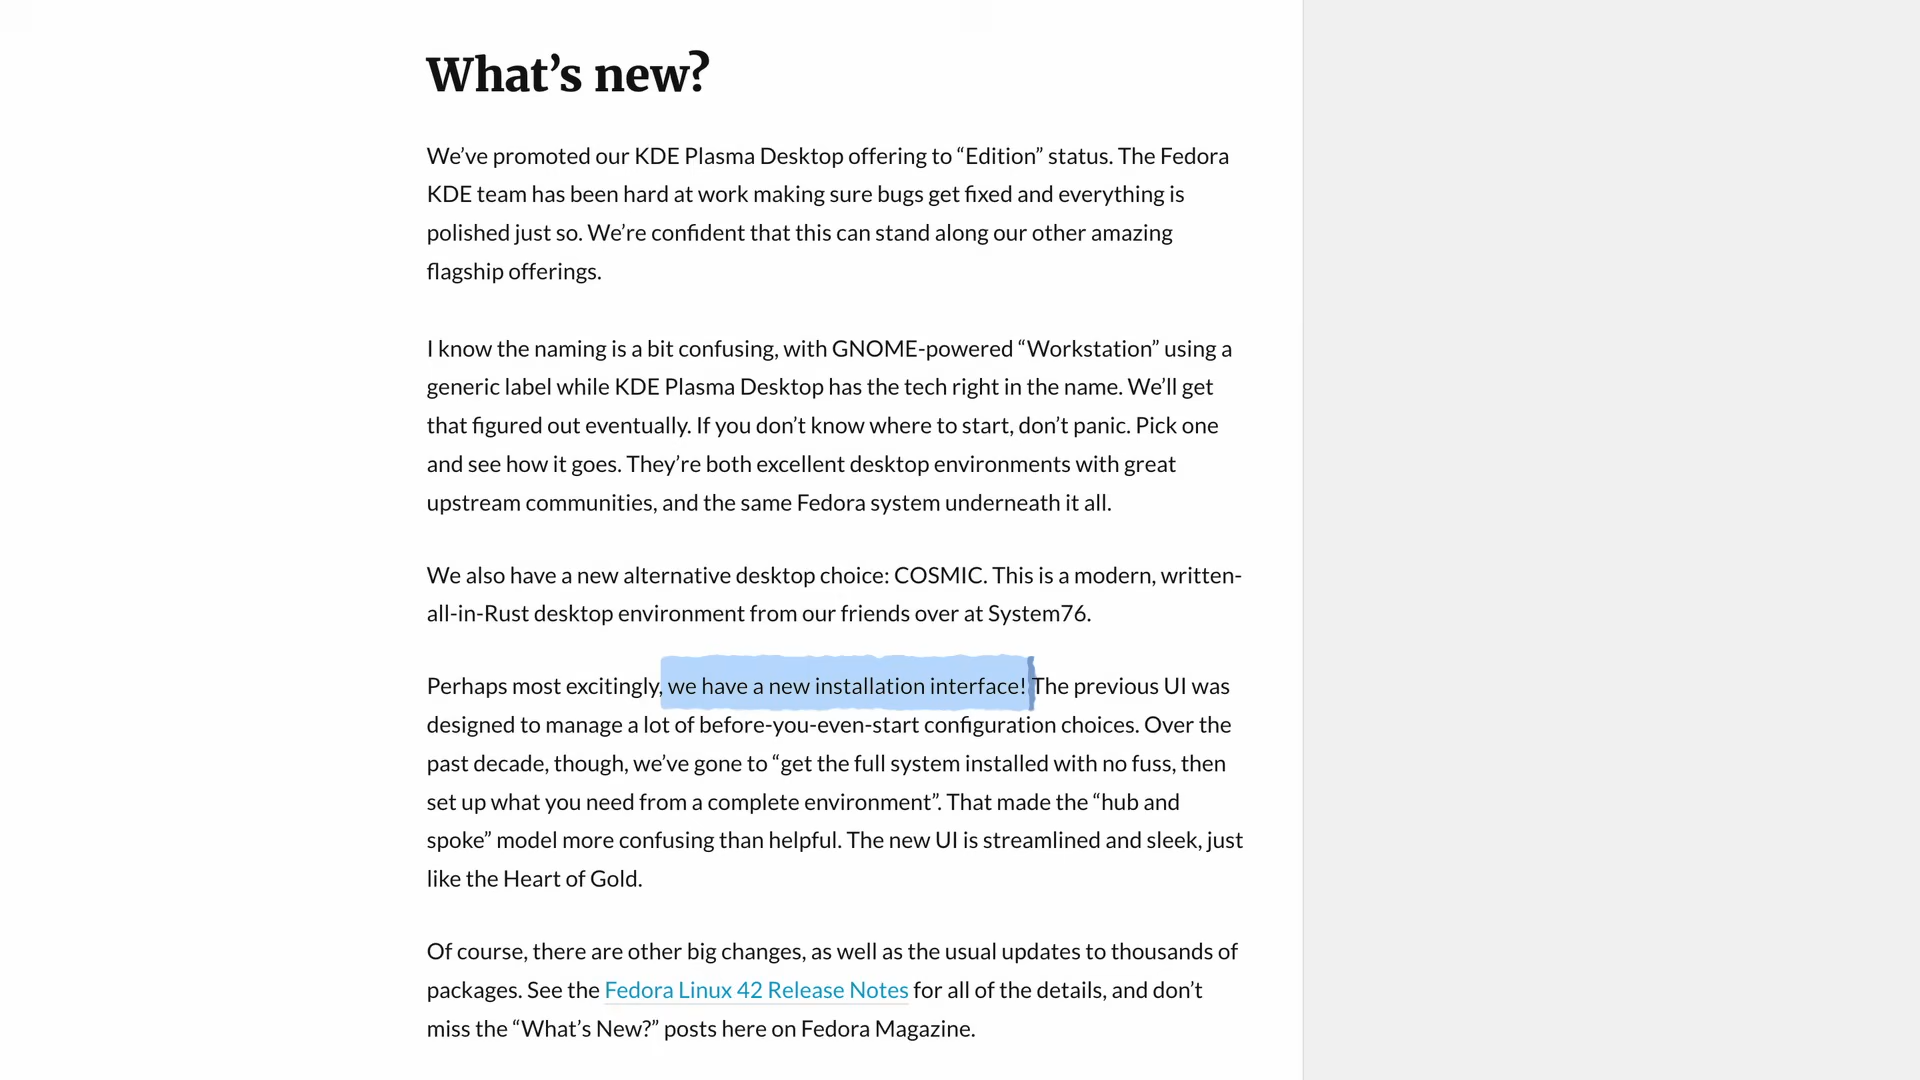 What’s new?
We’ve promoted our KDE Plasma Desktop offering to “Edition” status. The Fedora
KDE team has been hard at work making sure bugs get fixed and everything is
polished just so. We’re confident that this can stand along our other amazing
flagship offerings.
I know the naming is a bit confusing, with GNOME-powered “Workstation” using a
generic label while KDE Plasma Desktop has the tech right in the name. We’ll get
that figured out eventually. If you don’t know where to start, don’t panic. Pick one
and see how it goes. They’re both excellent desktop environments with great
upstream communities, and the same Fedora system underneath it all.
We also have a new alternative desktop choice: COSMIC. This is a modern, written-
all-in-Rust desktop environment from our friends over at System76.
Perhaps most excitingly, we have a new installation interface! The previous UI was
designed to manage a lot of before-you-even-start configuration choices. Over the
past decade, though, we’ve gone to “get the full system installed with no fuss, then
set up what you need from a complete environment”. That made the “hub and
spoke” model more confusing than helpful. The new UI is streamlined and sleek, just
like the Heart of Gold.
Of course, there are other big changes, as well as the usual updates to thousands of
packages. See the Fedora Linux 42 Release Notes for all of the details, and don’t
miss the “What’s New?” posts here on Fedora Magazine.